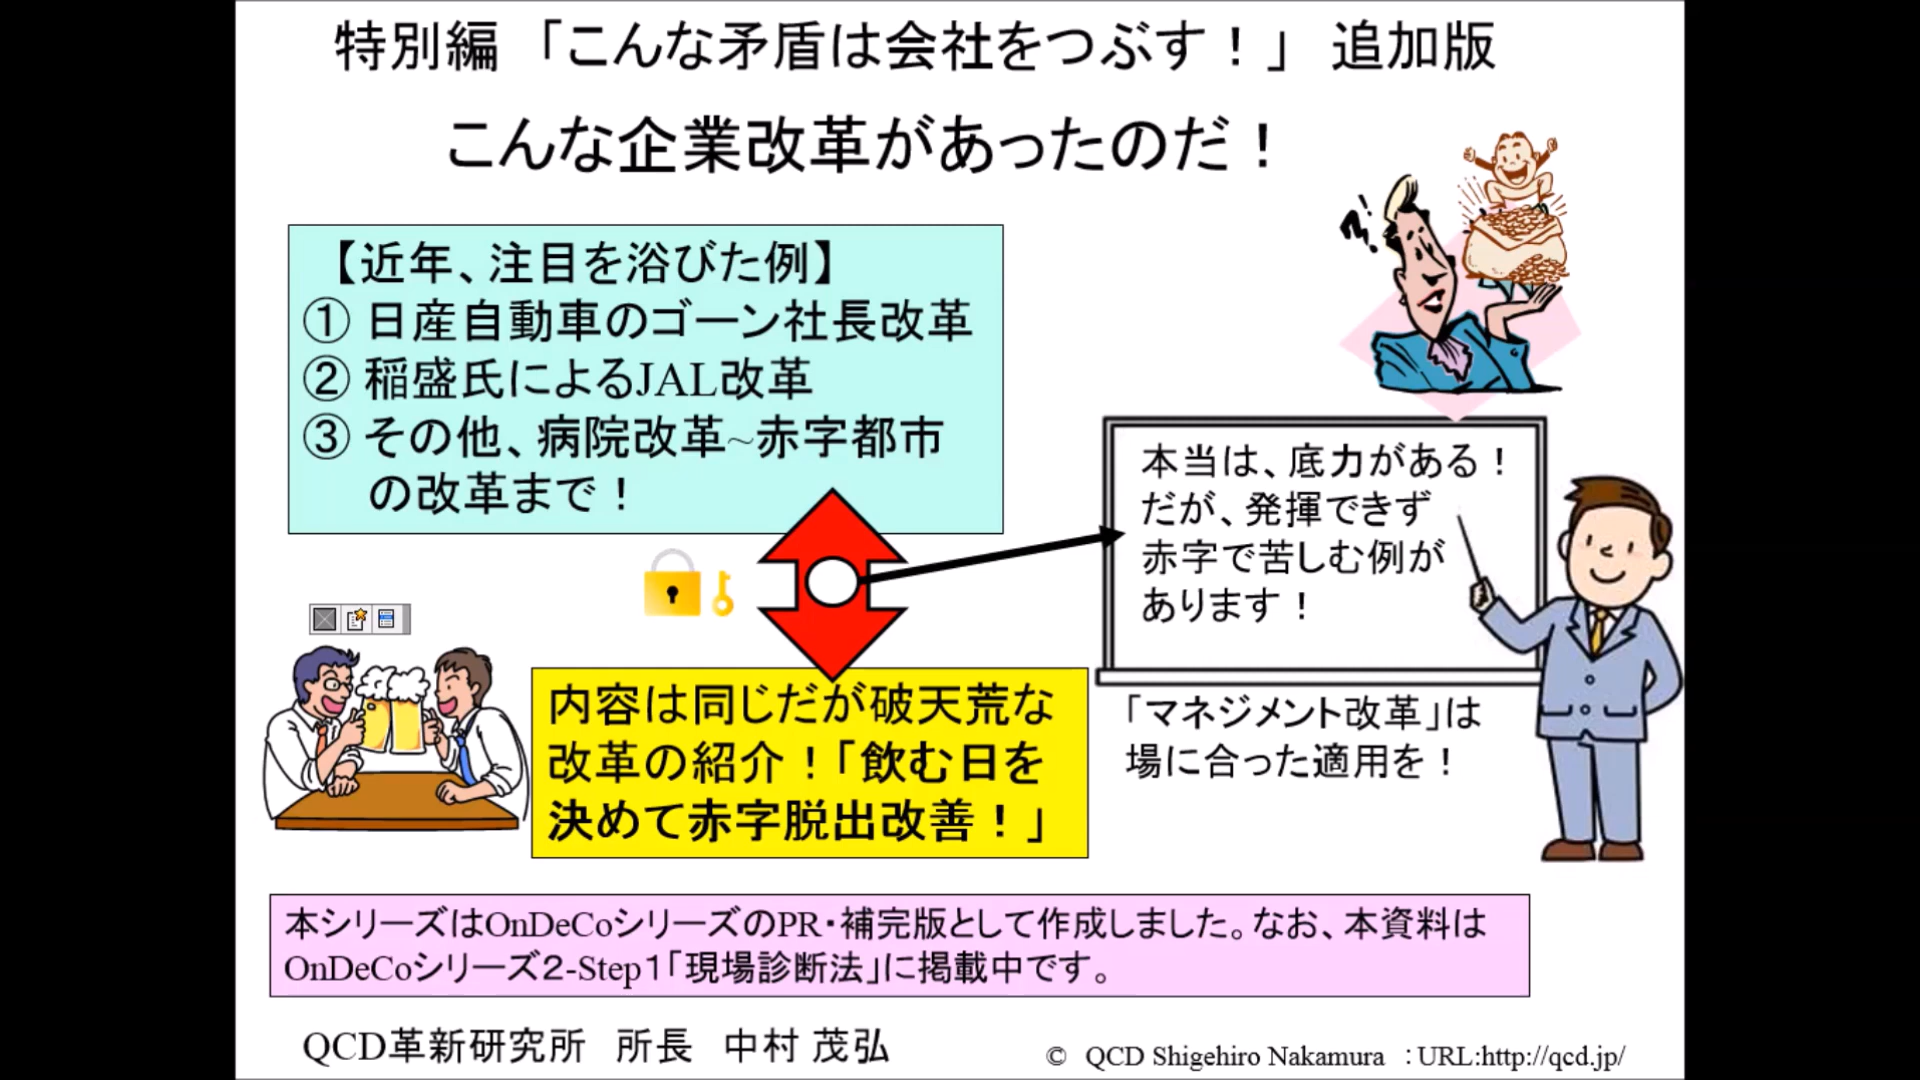 特別編 「こんな矛盾は会社をつぶす！」 追加版
こんな企業改革があったのだ！
【近年、注目を浴びた例】
① 日産自動車のゴーン社長改革
② 稲盛氏によるJAL改革
③ その他、病院改革~赤字都市
の改革まで！
本当は、底力がある！
だが、発揮できず
赤字で苦しむ例が
あります！
内容は同じだが破天荒な
改革の紹介！「飲む日を
決めて赤字脱出改善！」
「マネジメント改革」は
場に合った適用を！
本シリーズはOnDeCoシリーズのPR・補完版として作成しました。なお、本資料は
OnDeCoシリーズ２-Step１「現場診断法」に掲載中です。
QCD革新研究所 所長 中村 茂弘
© QCD Shigehiro Nakamura ：URL:http://qcd.jp/